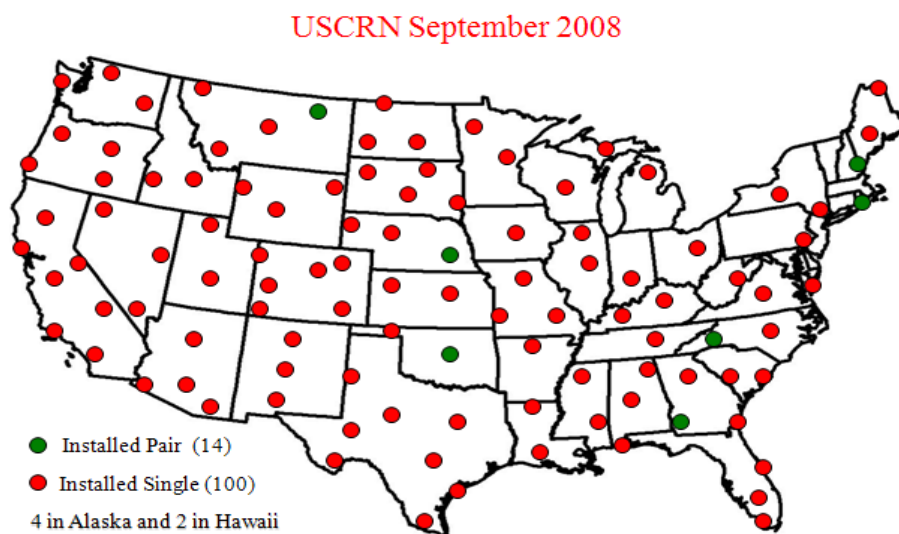 USCRN September 2008
Installed Pair (14)
Installed Single (100)
4 in Alaska and 2 in Hawaii